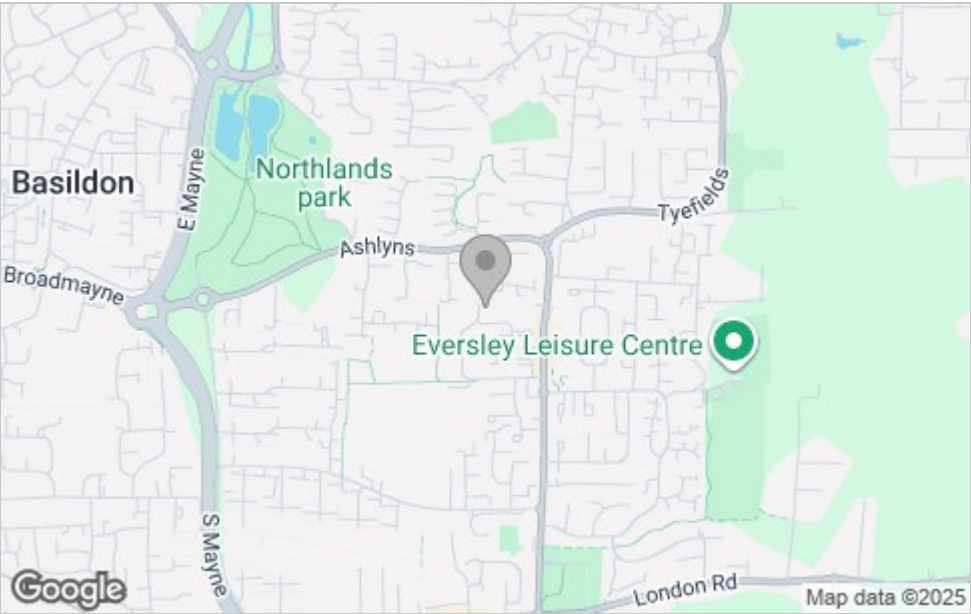 Northlands
park
Basildon
E Mayne
Tyefields
Ashlyns
Broadmayne
Eversley Leisure Centre
S Mayne
London Rd
Google
Map data ©2025